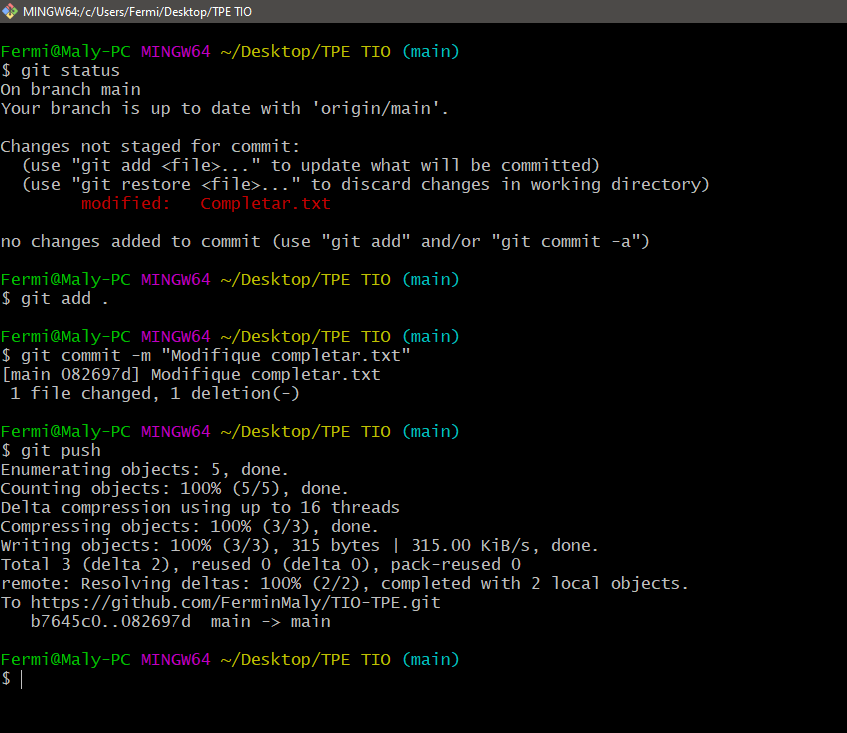 MINGW64:/c/Users/Fermi/Desktop/TPE TIO
Fermi@Maly-PC MINGW64 ~/Desktop/TPE TIO (main)
$ git status
On branch main
Your branch is up to date with 'origin/main'.
Changes not staged for commit:
  (use "git add <file>..." to update what will be committed)
  (use "git restore <file>..." to discard changes in working directory)
        modified:   Completar.txt
no changes added to commit (use "git add" and/or "git commit -a")
Fermi@Maly-PC MINGW64 ~/Desktop/TPE TIO (main)
$ git add .
Fermi@Maly-PC MINGW64 ~/Desktop/TPE TIO (main)
$ git commit -m "Modifique completar.txt"
[main 082697d] Modifique completar.txt
 1 file changed, 1 deletion(-)
Fermi@Maly-PC MINGW64 ~/Desktop/TPE TIO (main)
$ git push
Enumerating objects: 5, done.
Counting objects: 100% (5/5), done.
Delta compression using up to 16 threads
Compressing objects: 100% (3/3), done.
Writing objects: 100% (3/3), 315 bytes | 315.00 KiB/s, done.
Total 3 (delta 2), reused 0 (delta 0), pack-reused 0
remote: Resolving deltas: 100% (2/2), completed with 2 local objects.
To https://github.com/FerminMaly/TIO-TPE.git
   b7645c0..082697d  main -> main
Fermi@Maly-PC MINGW64 ~/Desktop/TPE TIO (main)
$